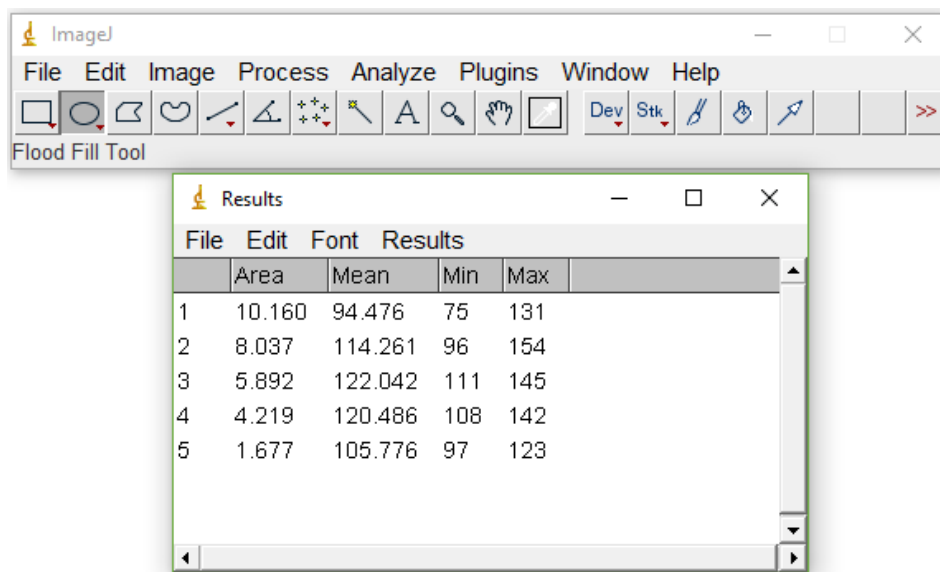 ImageJ
File Edit Image Process Analyze Plugins Window Help
A Dev Stk >>
Flood Fill Tool
Results
File Edit Font Results
Area Mean Min Max
1 10.160 94.476 75 131
2 8.037 114.261 96 154
3 5.892 122.042 111 145
4 4.219 120.486 108 142
5 1.677 105.776 97 123